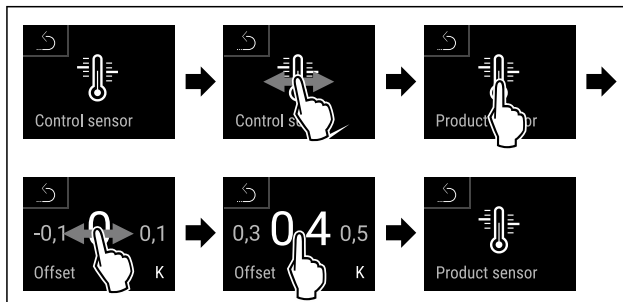 Control sensor
Control
Product
-0,1 0 0,1
Offset K
0,3 0 4 0,5
Offset K
Product sensor